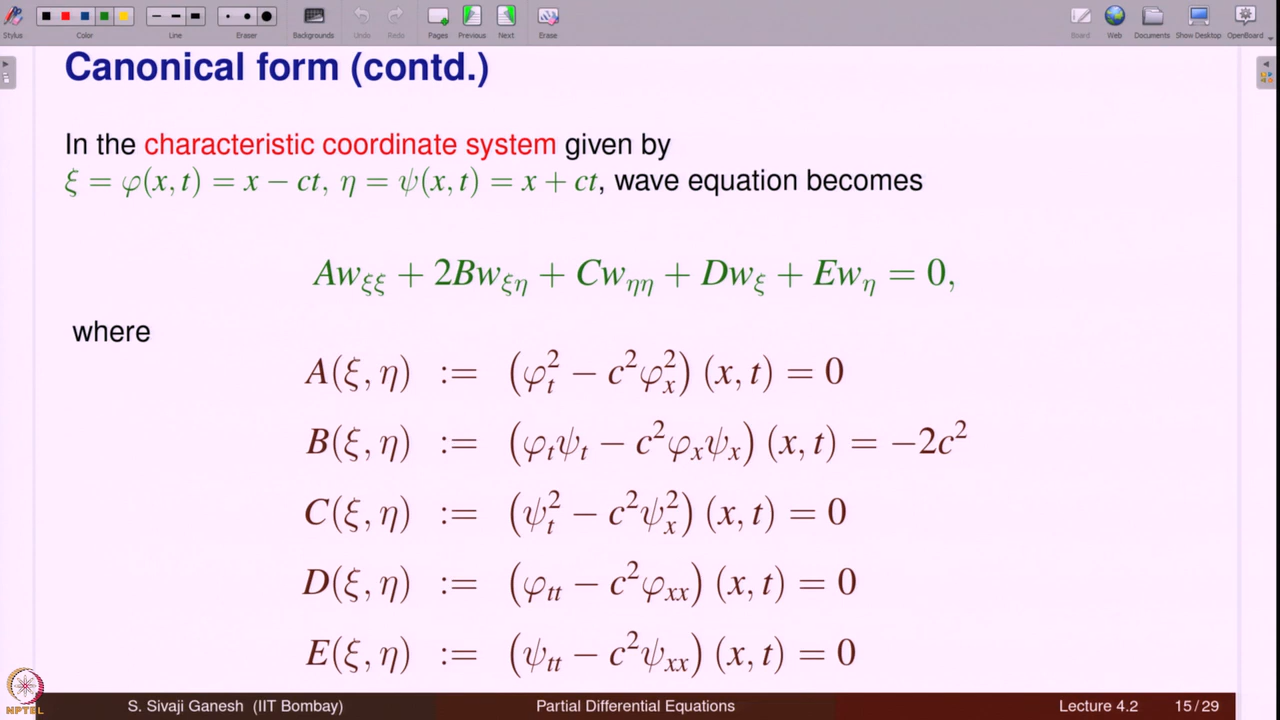 Stylus
Color
Line
Eraser
Backgrounds
Undo
Redo
Pages
Previous
Next
Erase
Board
Web
Documents
Show Desktop
OpenBoard
Canonical form (contd.)
In the characteristic coordinate system given by
ξ = φ(x, t) = x − ct, η = ψ(x, t) = x + ct, wave equation becomes
Aw_{ξξ} + 2Bw_{ξη} + Cw_{ηη} + Dw_ξ + Ew_η = 0,
where
A(ξ, η) := (φ_t^2 − c^2φ_x^2) (x, t) = 0
B(ξ, η) := (φ_tψ_t − c^2φ_xψ_x) (x, t) = −2c^2
C(ξ, η) := (ψ_t^2 − c^2ψ_x^2) (x, t) = 0
D(ξ, η) := (φ_{tt} − c^2φ_{xx}) (x, t) = 0
E(ξ, η) := (ψ_{tt} − c^2ψ_{xx}) (x, t) = 0
NPTEL
S. Sivaji Ganesh (IIT Bombay)
Partial Differential Equations
Lecture 4.2
15 / 29